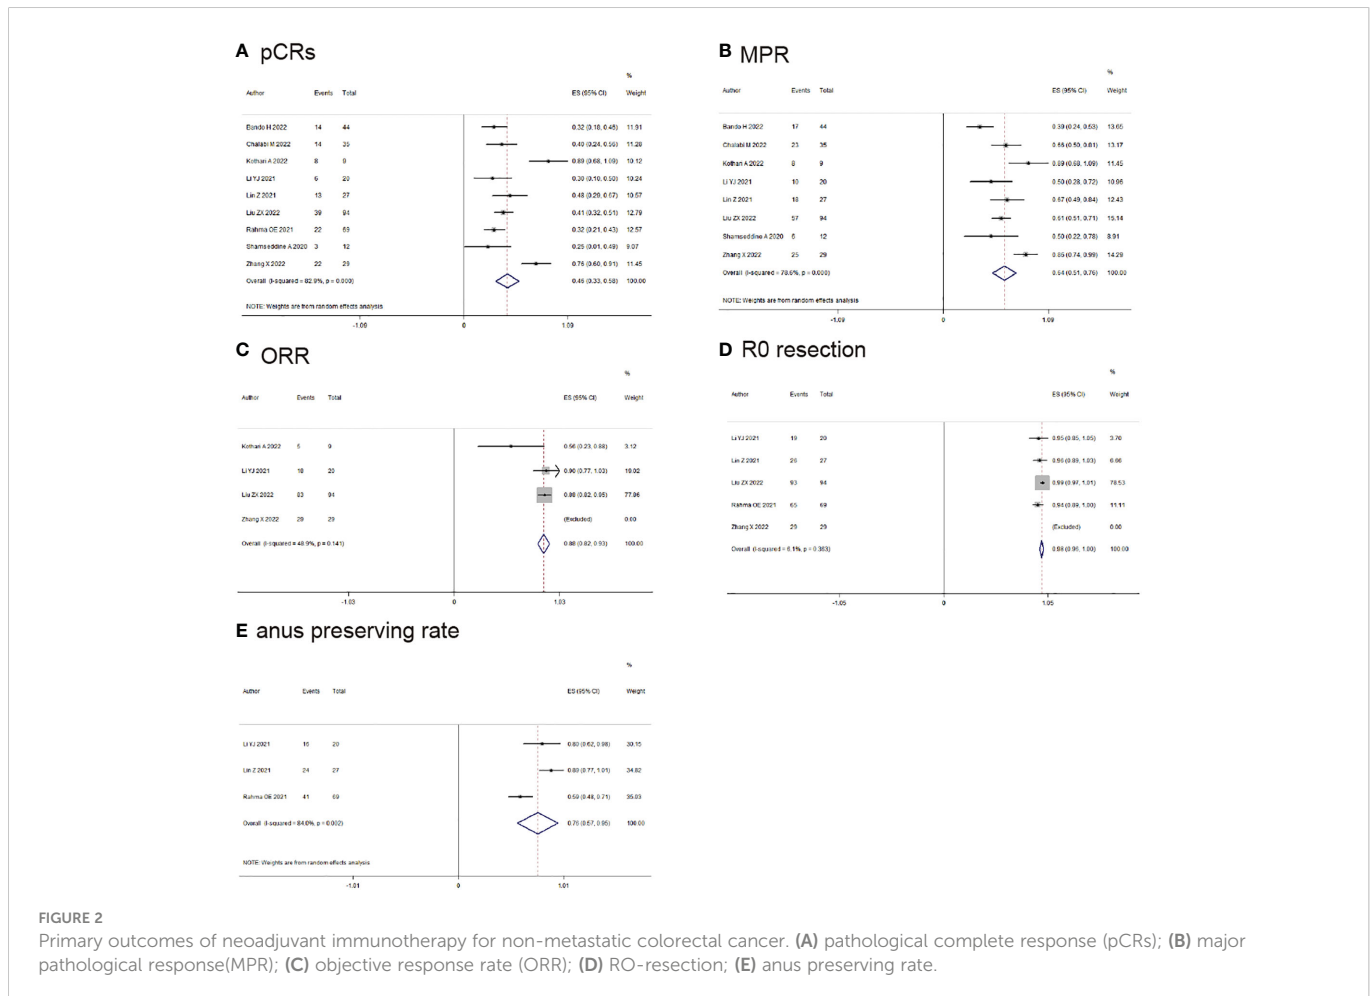 A pCRs
%
Author Events Total ES (95% CI) Weight
Bando H 2022 14 44 0.32 (0.18, 0.46) 11.91
Chalabi M 2022 14 35 0.40 (0.24, 0.56) 11.28
Kothari A 2022 8 9 0.89 (0.68, 1.09) 10.12
Li YJ 2021 6 20 0.30 (0.10, 0.50) 10.24
Lin Z 2021 13 27 0.48 (0.29, 0.67) 10.57
Liu ZX 2022 39 94 0.41 (0.32, 0.51) 12.79
Rahma OE 2021 22 69 0.32 (0.21, 0.43) 12.57
Shamseddine A 2020 3 12 0.25 (0.01, 0.49) 9.07
Zhang X 2022 22 29 0.76 (0.60, 0.91) 11.45
Overall (I-squared = 82.9%, p = 0.000) 0.46 (0.33, 0.58) 100.00
NOTE: Weights are from random effects analysis
-1.09 0 1.09
B MPR
%
Author Events Total ES (95% CI) Weight
Bando H 2022 17 44 0.39 (0.24, 0.53) 13.65
Chalabi M 2022 23 35 0.66 (0.50, 0.81) 13.17
Kothari A 2022 8 9 0.89 (0.68, 1.09) 11.45
Li YJ 2021 10 20 0.50 (0.28, 0.72) 10.96
Lin Z 2021 18 27 0.67 (0.49, 0.84) 12.43
Liu ZX 2022 57 94 0.61 (0.51, 0.71) 15.14
Shamseddine A 2020 6 12 0.50 (0.22, 0.78) 8.91
Zhang X 2022 25 29 0.86 (0.74, 0.99) 14.29
Overall (I-squared = 78.6%, p = 0.000) 0.64 (0.51, 0.76) 100.00
NOTE: Weights are from random effects analysis
-1.09 0 1.09
C ORR
%
Author Events Total ES (95% CI) Weight
Kothari A 2022 5 9 0.56 (0.23, 0.88) 3.12
Li YJ 2021 18 20 0.90 (0.77, 1.03) 19.02
Liu ZX 2022 83 94 0.88 (0.82, 0.95) 77.86
Zhang X 2022 29 29 (Excluded) 0.00
Overall (I-squared = 48.9%, p = 0.141) 0.88 (0.82, 0.93) 100.00
-1.03 0 1.03
D R0 resection
%
Author Events Total ES (95% CI) Weight
Li YJ 2021 19 20 0.95 (0.85, 1.05) 3.70
Lin Z 2021 26 27 0.96 (0.89, 1.03) 6.66
Liu ZX 2022 93 94 0.99 (0.97, 1.01) 78.53
Rahma OE 2021 65 69 0.94 (0.89, 1.00) 11.11
Zhang X 2022 29 29 (Excluded) 0.00
Overall (I-squared = 6.1%, p = 0.363) 0.98 (0.96, 1.00) 100.00
-1.05 0 1.05
E anus preserving rate
%
Author Events Total ES (95% CI) Weight
Li YJ 2021 16 20 0.80 (0.62, 0.98) 30.15
Lin Z 2021 24 27 0.89 (0.77, 1.01) 34.82
Rahma OE 2021 41 69 0.59 (0.48, 0.71) 35.03
Overall (I-squared = 84.0%, p = 0.002) 0.76 (0.57, 0.95) 100.00
NOTE: Weights are from random effects analysis
-1.01 0 1.01
FIGURE 2
Primary outcomes of neoadjuvant immunotherapy for non-metastatic colorectal cancer. (A) pathological complete response (pCRs); (B) major
pathological response(MPR); (C) objective response rate (ORR); (D) RO-resection; (E) anus preserving rate.